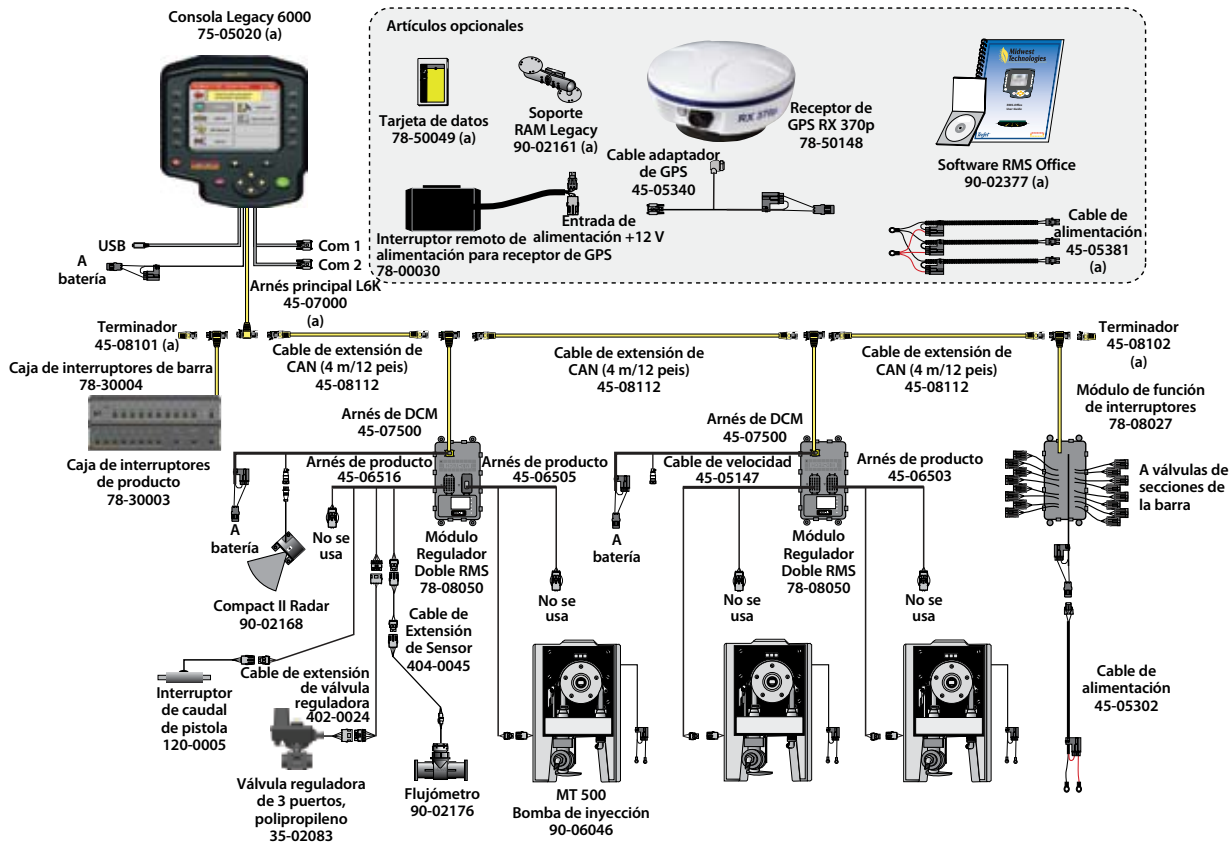 Consola Legacy 6000
75-05020 (a)
Artículos opcionales
Tarjeta de datos
78-50049 (a)
Soporte
RAM Legacy
90-02161 (a)
RX 370p
Receptor de
GPS RX 370p
78-50148
Midwest
Technologies
Software RMS Office
90-02377 (a)
Cable adaptador
de GPS
45-05340
Entrada de
alimentación +12 V
Interruptor remoto de
alimentación para receptor de GPS
78-00030
Cable de
alimentación
45-05381
(a)
USB
A
batería
Com 1
Com 2
Arnés principal L6K
45-07000
(a)
Terminador
45-08101 (a)
Cable de extensión de
CAN (4 m/12 peis)
45-08112
Cable de extensión de
CAN (4 m/12 peis)
45-08112
Cable de extensión de
CAN (4 m/12 peis)
45-08112
Terminador
45-08102
(a)
Caja de interruptores de barra
78-30004
Caja de interruptores
de producto
78-30003
Arnés de DCM
45-07500
Arnés de DCM
45-07500
Módulo de función
de interruptores
78-08027
Arnés de producto
45-06516
Arnés de producto
45-06505
Cable de velocidad
45-05147
Arnés de producto
45-06503
A válvulas de
secciones de
la barra
A
batería
No se
usa
Módulo
Regulador
Doble RMS
78-08050
No se
usa
A
batería
No se
usa
Módulo
Regulador
Doble RMS
78-08050
No se
usa
Compact II Radar
90-02168
Cable de
Extensión
de Sensor
404-0045
Interruptor
de caudal
de pistola
120-0005
Cable de extensión
de válvula
reguladora
402-0024
Cable de
alimentación
45-05302
Válvula reguladora
de 3 puertos,
polipropileno
35-02083
Flujómetro
90-02176
MT 500
Bomba de inyección
90-06046